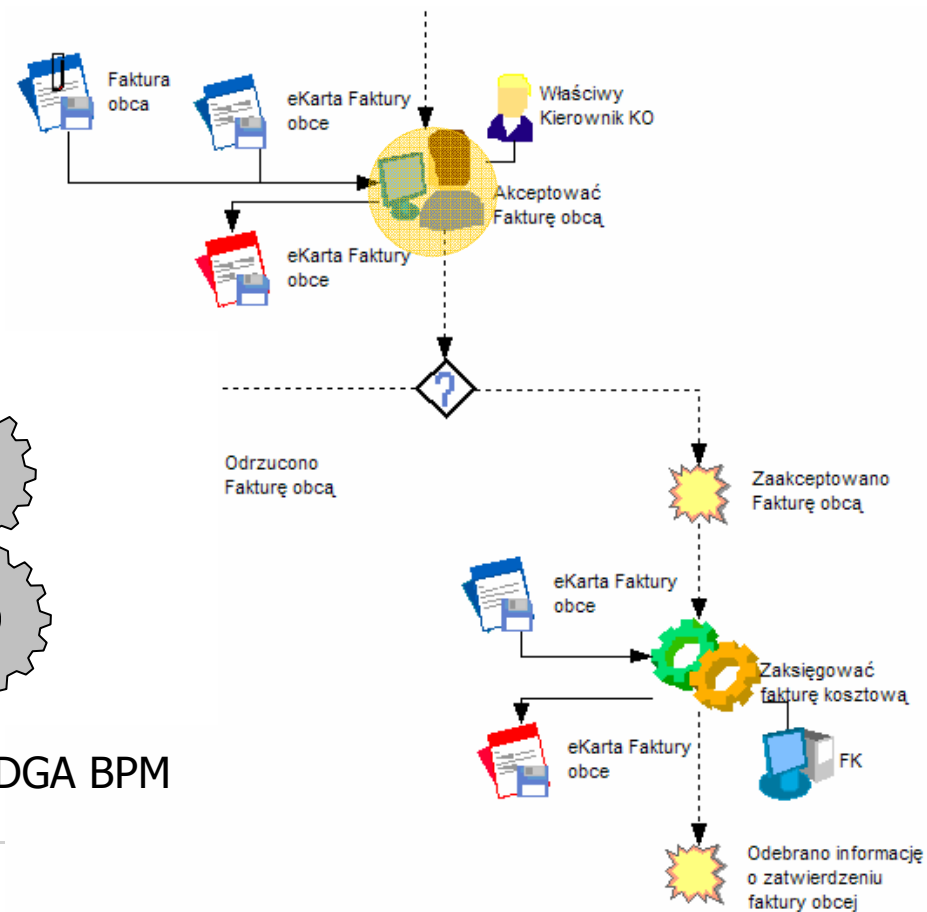 Faktura
obca
eKarta Faktury
obce
Właściwy
Kierownik KO
Akceptować
Fakturę obcą
eKarta Faktury
obce
?
Odrzucono
Fakturę obcą
Zaakceptowano
Fakturę obcą
eKarta Faktury
obce
Zaksięgować
fakturę kosztową
eKarta Faktury
obce
FK
DGA BPM
Odebrano informację
o zatwierdzeniu
faktury obcej